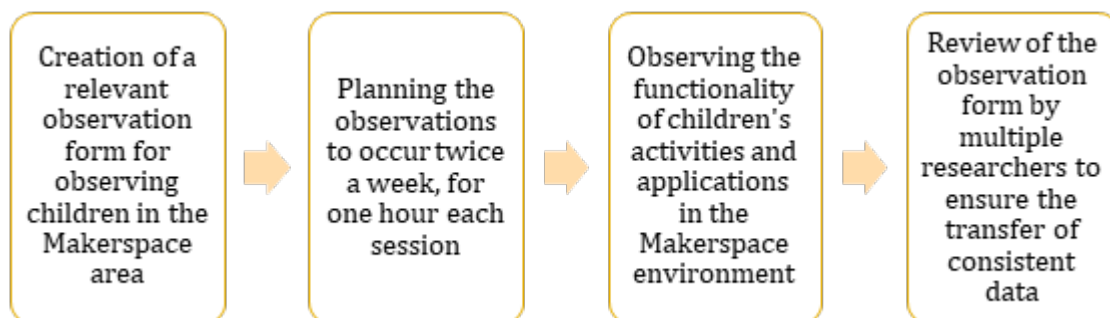 Creation of a
relevant
observation
form for
observing
children in the
Makerspace
area
Planning the
observations
to occur twice
a week, for
one hour each
session
Observing the
functionality
of children's
activities and
applications
in the
Makerspace
environment
Review of the
observation
form by
multiple
researchers to
ensure the
transfer of
consistent
data